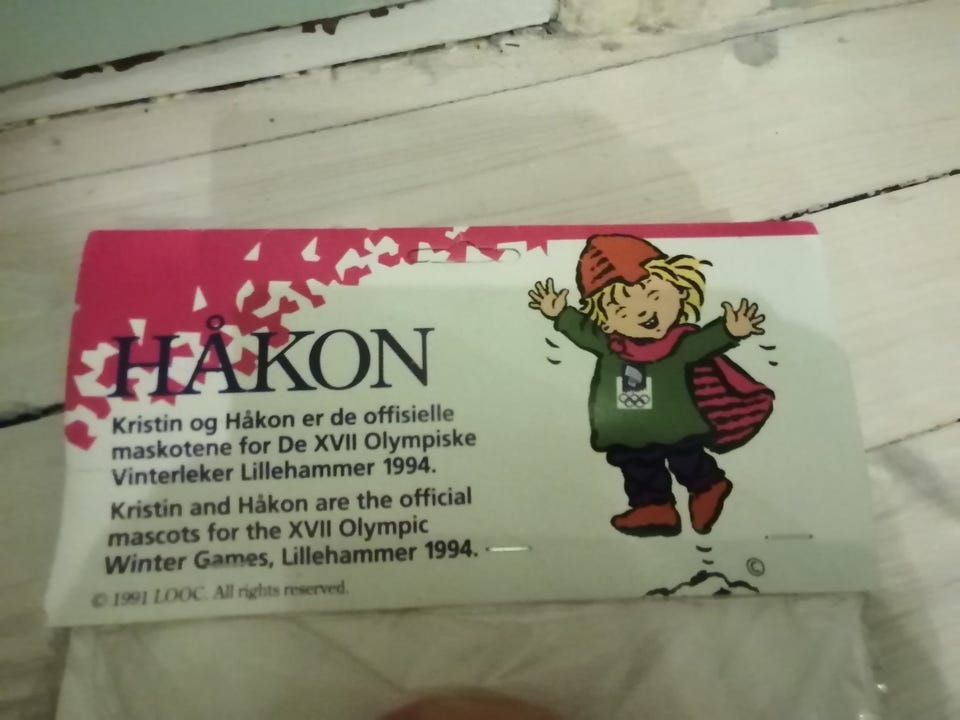 HÅKON
Kristin og Håkon er de offisielle
maskotene for De XVII Olympiske
Vinterleker Lillehammer 1994.
Kristin and Håkon are the official
mascots for the XVII Olympic
Winter Games, Lillehammer 1994.
© 1991 LOOC. All rights reserved.
©